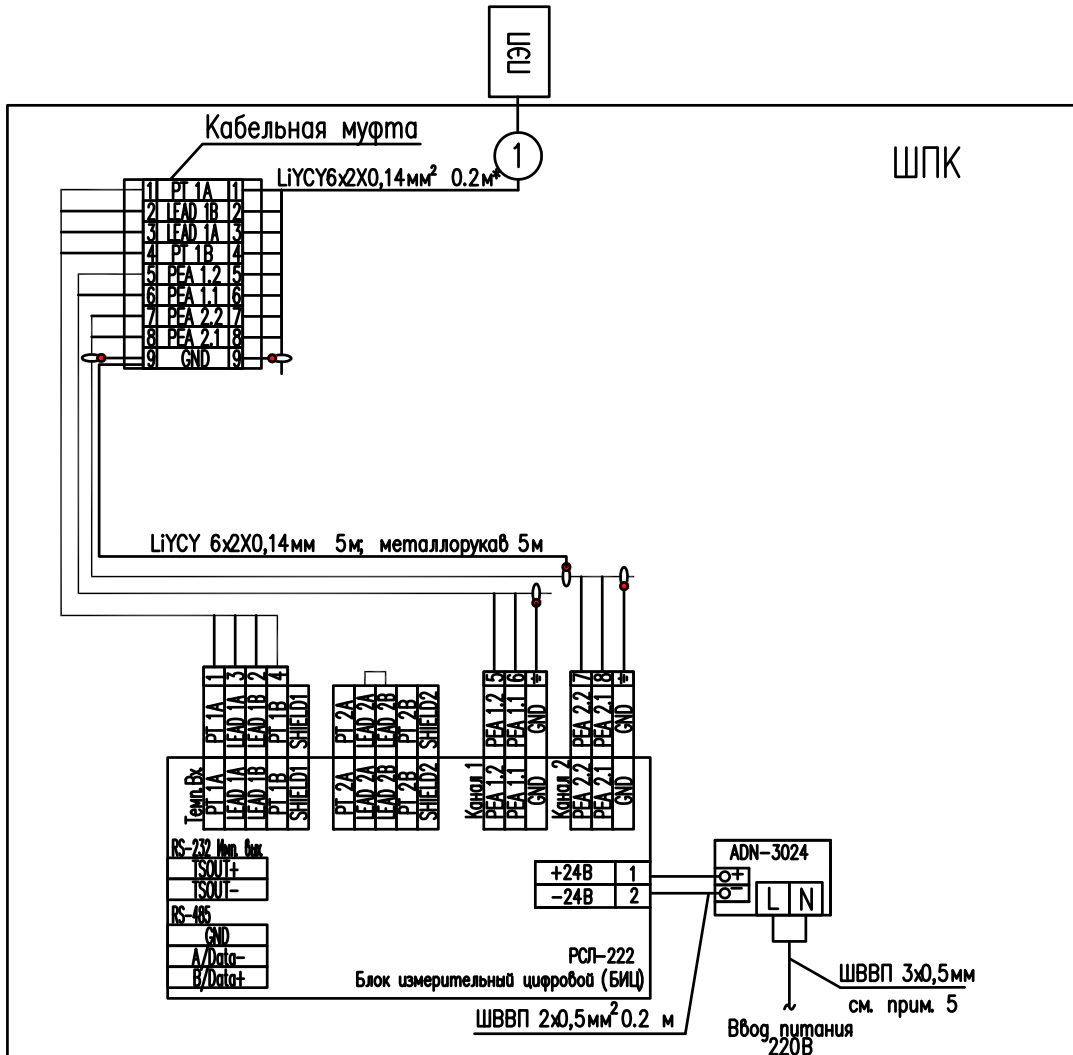 ПЭП
Кабельная муфта
1
ШПК
LiYCY6x2X0,14мм² 0.2м*
1 PT 1A 1
2 LEAD 1B 2
3 LEAD 1A 3
4 PT 1B 4
5 PEA 1.2 5
6 PEA 1.1 6
7 PEA 2.2 7
8 PEA 2.1 8
9 GND 9
LiYCY 6x2X0,14мм 5м; металлорукав 5м
1 PT 1A
3 LEAD 1A
2 LEAD 1B
4 PT 1B
SHIELD1
PT 2A
LEAD 2A
LEAD 2B
PT 2B
SHIELD2
5 PEA 1.2
6 PEA 1.1
GND
7 PEA 2.2
8 PEA 2.1
GND
Темп.Вх.
PT 1A
LEAD 1A
LEAD 1B
PT 1B
SHIELD1
PT 2A
LEAD 2A
LEAD 2B
PT 2B
SHIELD2
Канал 1
PEA 1.2
PEA 1.1
GND
Канал 2
PEA 2.2
PEA 2.1
GND
RS-232 Имп. вых.
TSOUT+
TSOUT-
RS-485
GND
A/Data-
B/Data+
+24В 1
-24В 2
РСЛ-222
Блок измерительный цифровой (БИЦ)
ADN-3024
+
-
L N
ШВВП 3x0,5мм
см. прим. 5
ШВВП 2x0,5мм² 0.2 м
Ввод питания
220В